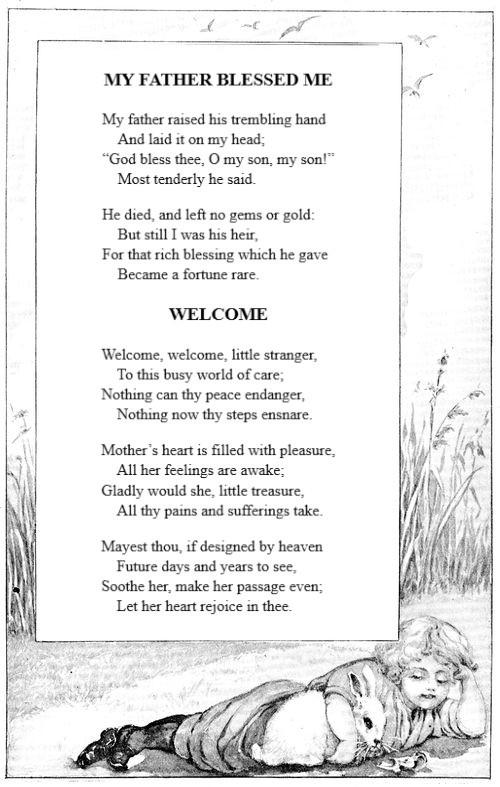 MY FATHER BLESSED ME
My father raised his trembling hand
And laid it on my head;
“God bless thee, O my son, my son!”
Most tenderly he said.
He died, and left no gems or gold:
But still I was his heir,
For that rich blessing which he gave
Became a fortune rare.
WELCOME
Welcome, welcome, little stranger,
To this busy world of care;
Nothing can thy peace endanger,
Nothing now thy steps ensnare.
Mother’s heart is filled with pleasure,
All her feelings are awake;
Gladly would she, little treasure,
All thy pains and sufferings take.
Mayest thou, if designed by heaven
Future days and years to see,
Soothe her, make her passage even;
Let her heart rejoice in thee.